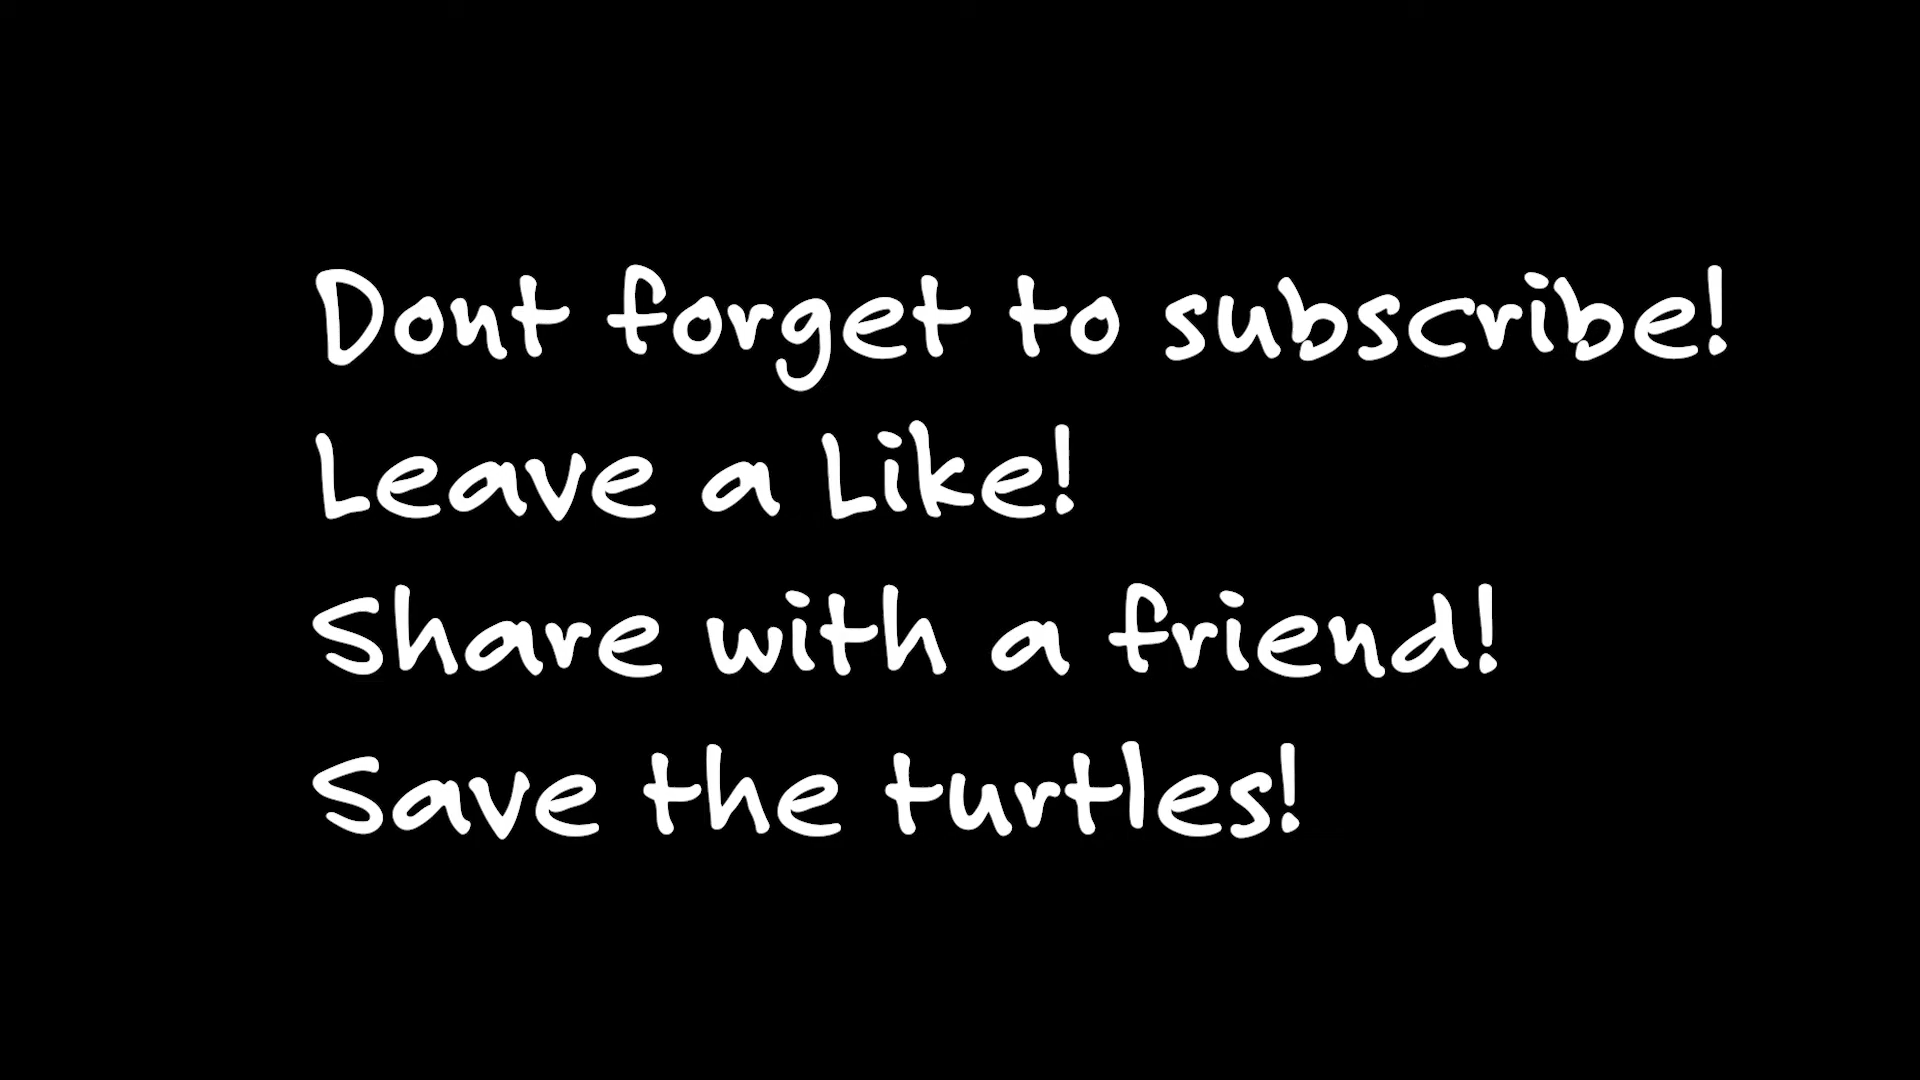 Dont forget to subscribe!
Leave a Like!
Share with a friend!
Save the turtles!